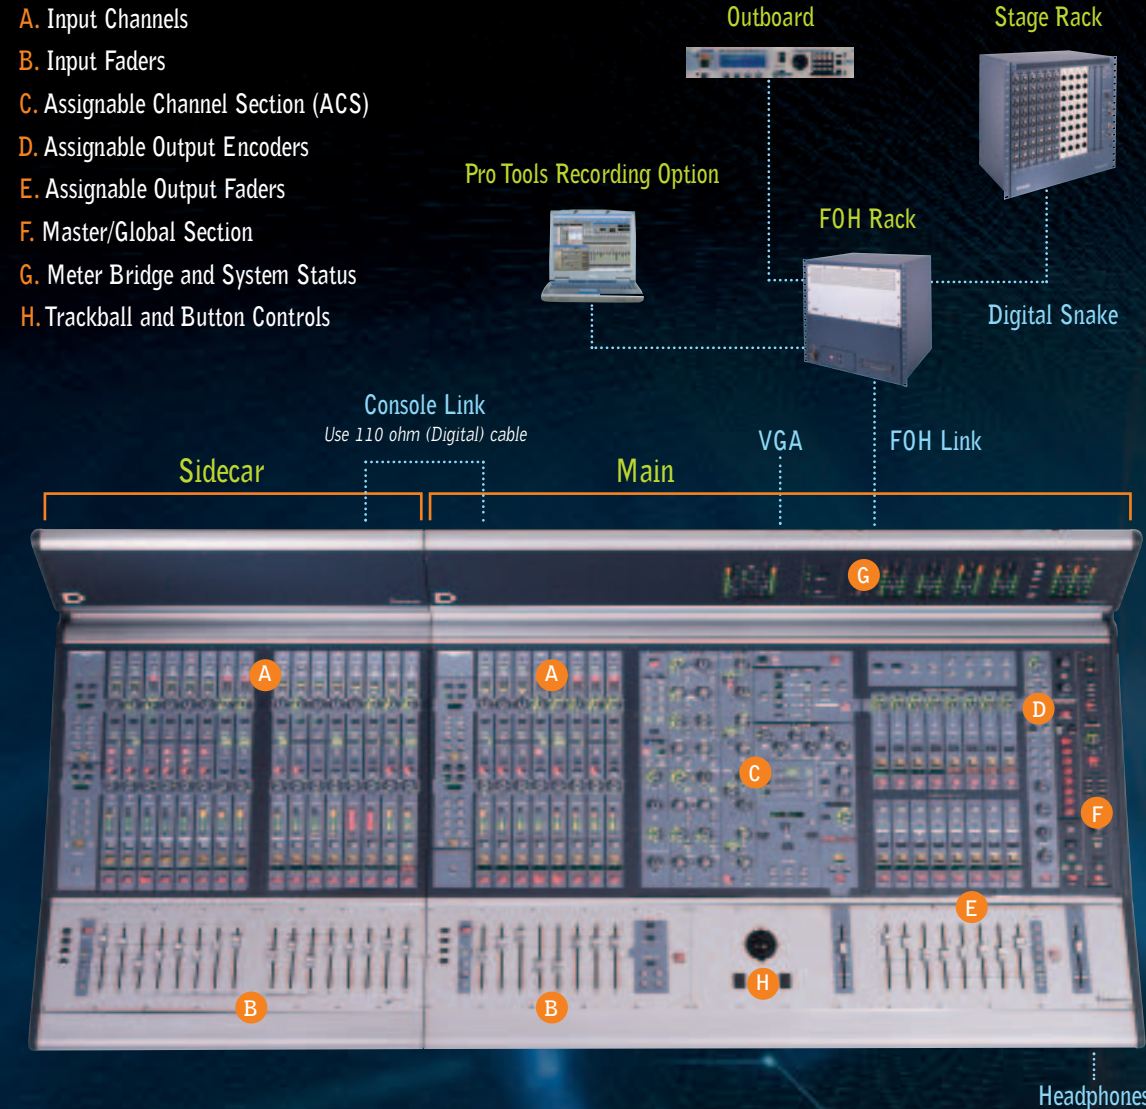 A. Input Channels
B. Input Faders
C. Assignable Channel Section (ACS)
D. Assignable Output Encoders
E. Assignable Output Faders
F. Master/Global Section
G. Meter Bridge and System Status
H. Trackball and Button Controls
Outboard
Stage Rack
Pro Tools Recording Option
FOH Rack
Digital Snake
Console Link
Use 110 ohm (Digital) cable
VGA
FOH Link
Sidecar
Main
G
A
A
D
C
F
E
H
B
B
Headphones